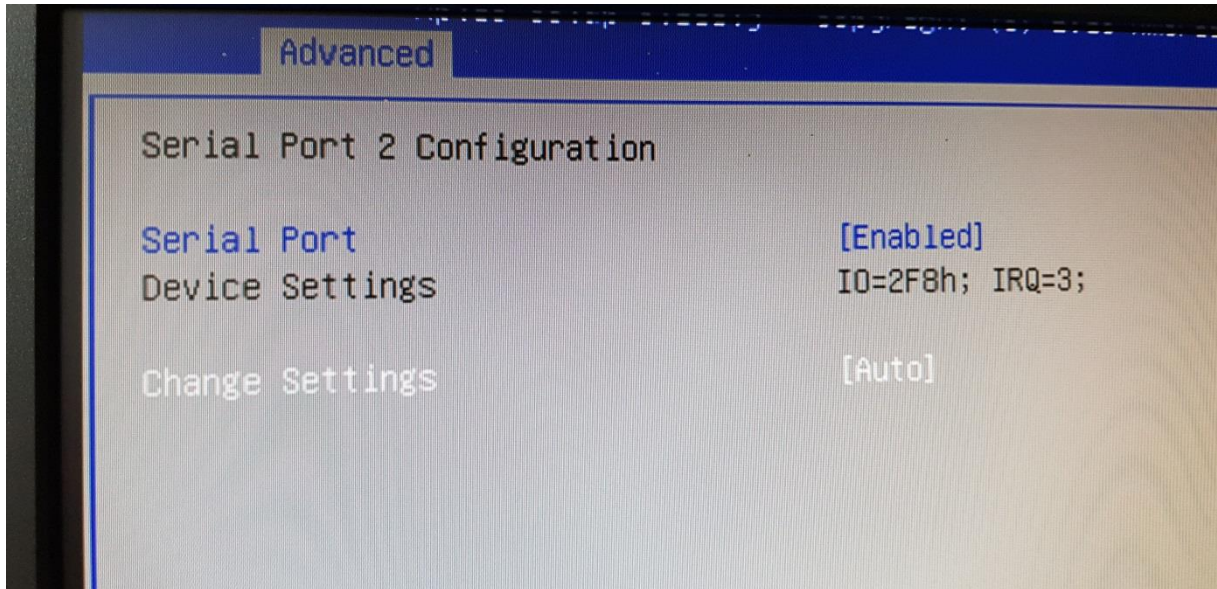 Advanced
Serial Port 2 Configuration
Serial Port [Enabled]
Device Settings IO=2F8h; IRQ=3;
Change Settings [Auto]